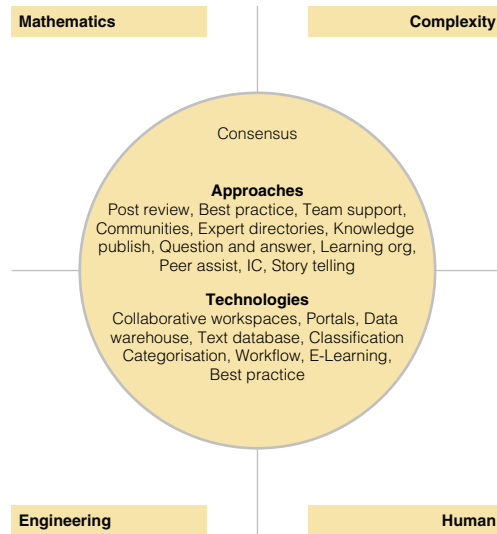 Mathematics
Complexity
Consensus
Approaches
Post review, Best practice, Team support,
Communities, Expert directories, Knowledge
publish, Question and answer, Learning org,
Peer assist, IC, Story telling
Technologies
Collaborative workspaces, Portals, Data
warehouse, Text database, Classification
Categorisation, Workflow, E-Learning,
Best practice
Engineering
Human